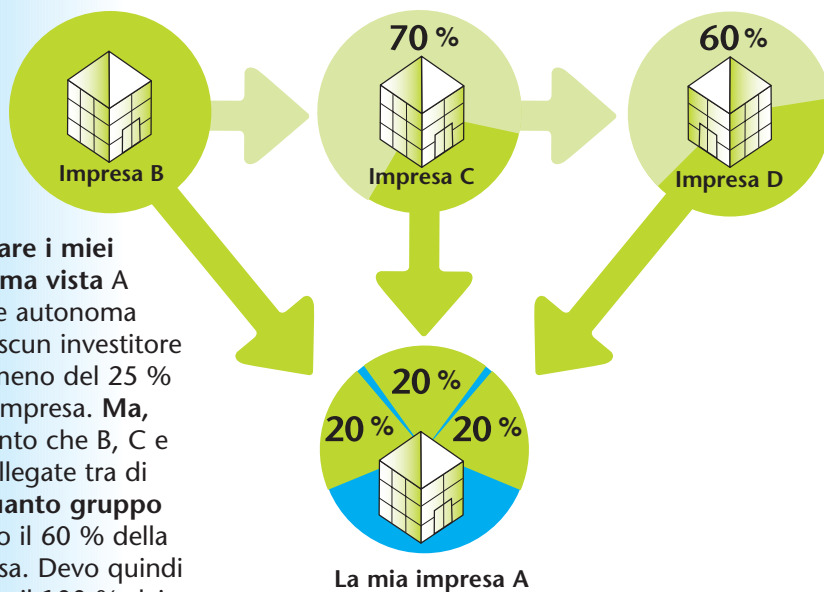 70 %
60 %
Impresa B
Impresa C
Impresa D
are i miei
ma vista A
e autonoma
scun investitore
meno del 25 %
impresa. Ma,
nto che B, C e
llegate tra di
uanto gruppo
o il 60 % della
sa. Devo quindi
20 %
20 %
20 %
La mia impresa A